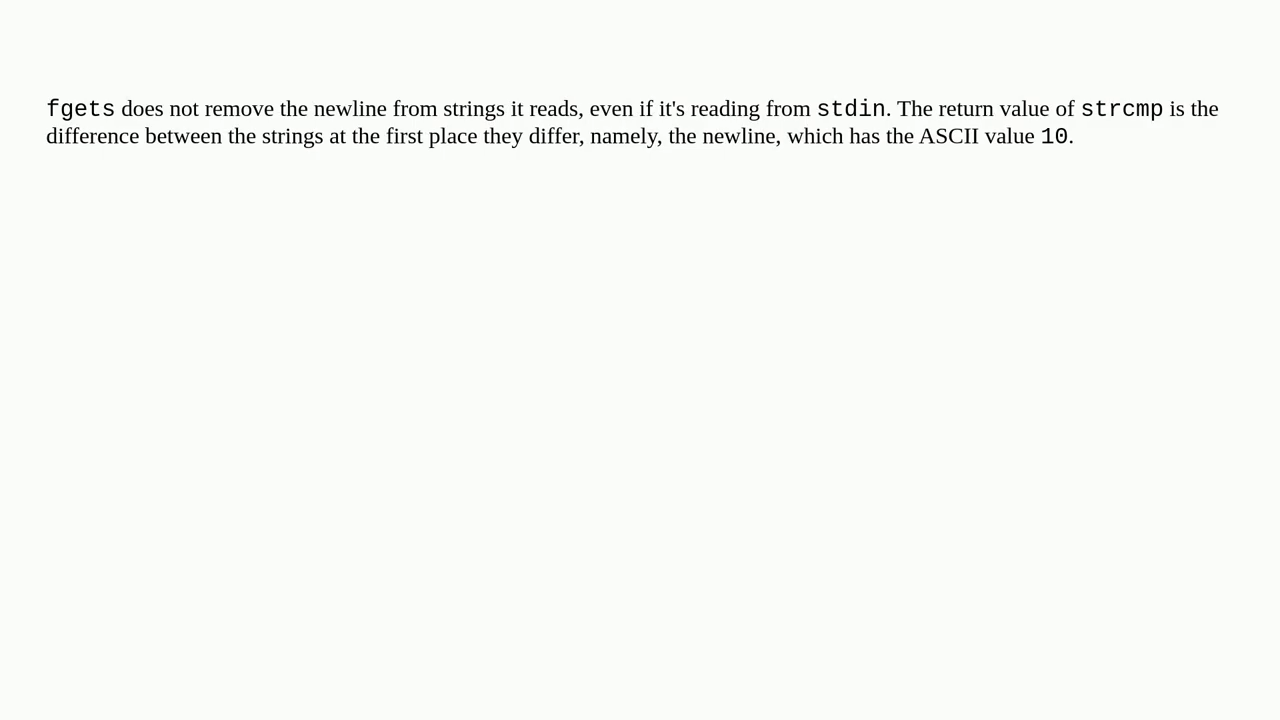 fgets does not remove the newline from strings it reads, even if it's reading from stdin. The return value of strcmp is the
difference between the strings at the first place they differ, namely, the newline, which has the ASCII value 10.